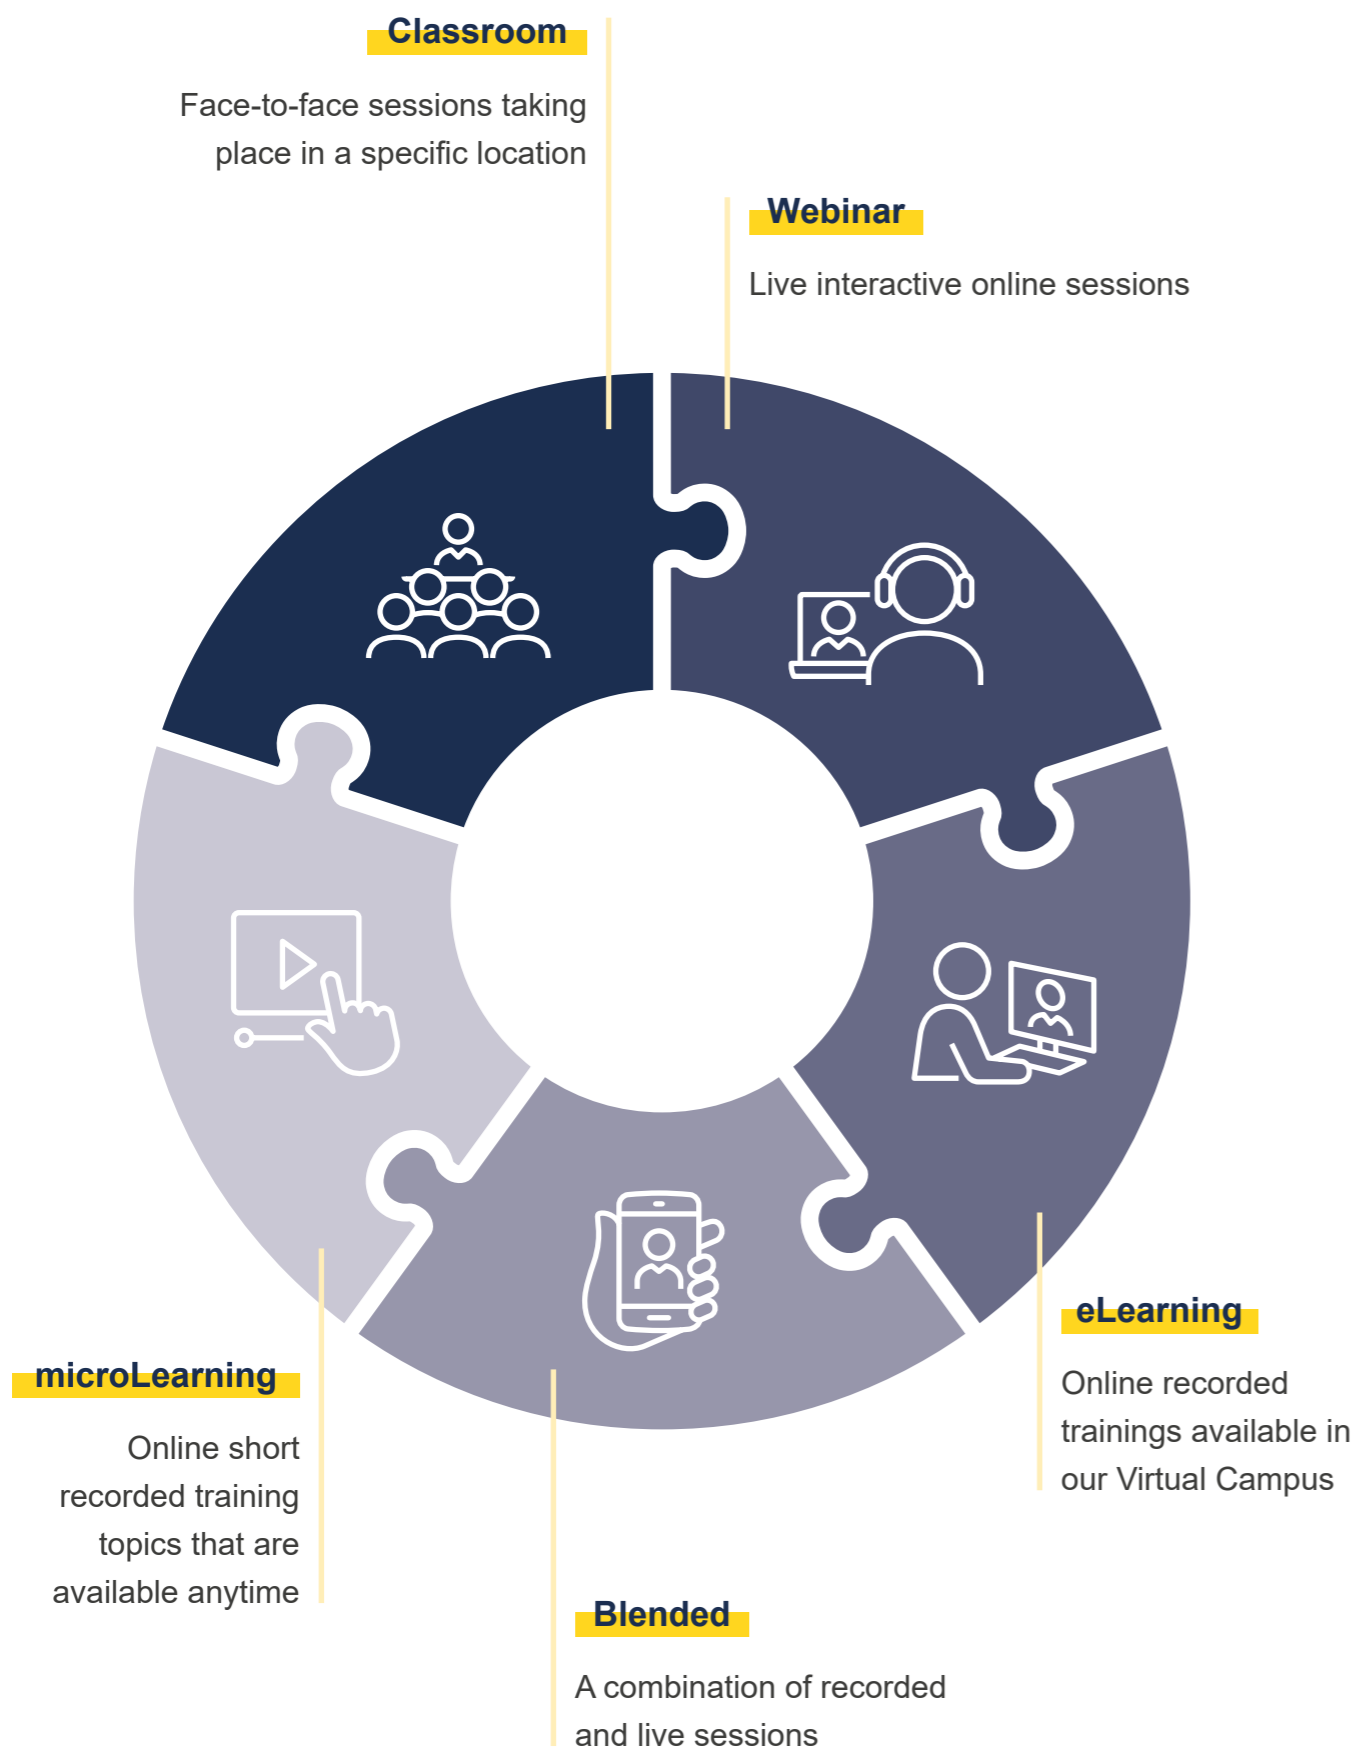 Classroom
Face-to-face sessions taking
place in a specific location
Webinar
Live interactive online sessions
eLearning
Online recorded
trainings available in
our Virtual Campus
microLearning
Online short
recorded training
topics that are
available anytime
Blended
A combination of recorded
and live sessions